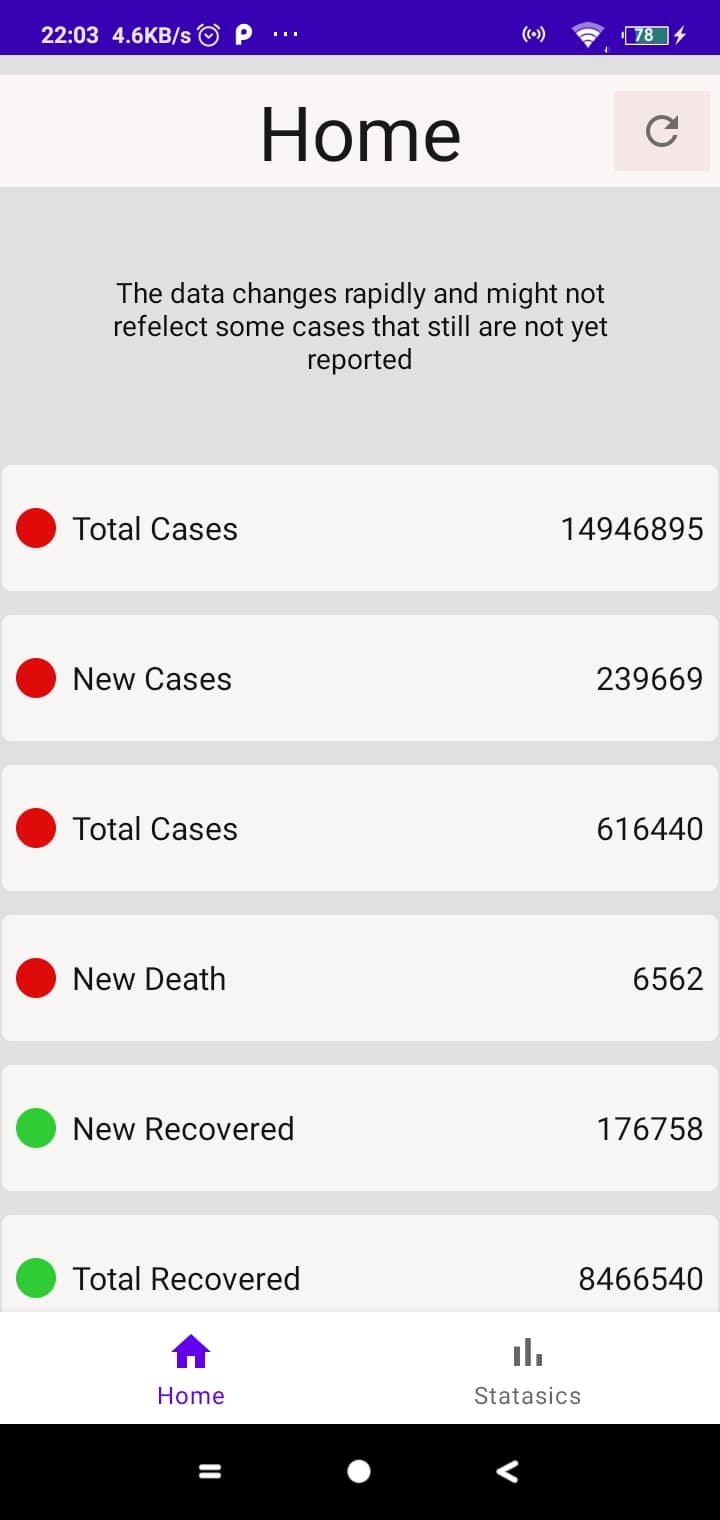 22:03 4.6KB/s P ...
78
Home
The data changes rapidly and might not
refelect some cases that still are not yet
reported
Total Cases 14946895
New Cases 239669
Total Cases 616440
New Death 6562
New Recovered 176758
Total Recovered 8466540
Home Statasics